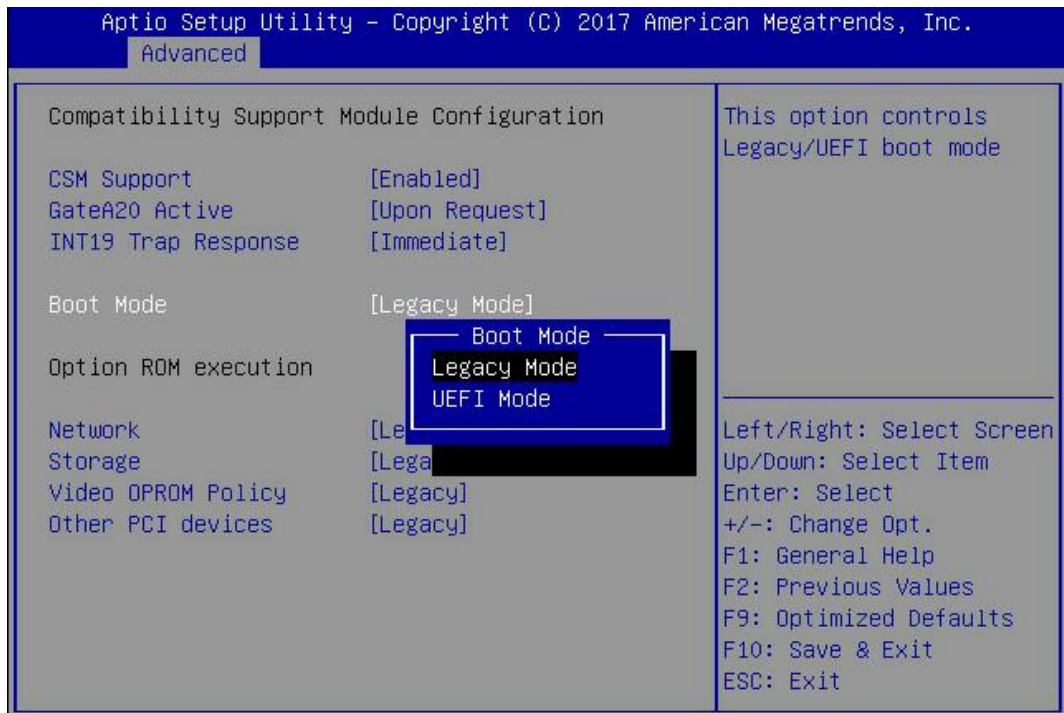 Aptio Setup Utility – Copyright (C) 2017 American Megatrends, Inc.
Advanced
Compatibility Support Module Configuration
CSM Support [Enabled]
GateA20 Active [Upon Request]
INT19 Trap Response [Immediate]
Boot Mode [Legacy Mode]
Boot Mode
Legacy Mode
UEFI Mode
Option ROM execution
Network [Le
Storage [Lega
Video OPROM Policy [Legacy]
Other PCI devices [Legacy]
This option controls
Legacy/UEFI boot mode
Left/Right: Select Screen
Up/Down: Select Item
Enter: Select
+/-: Change Opt.
F1: General Help
F2: Previous Values
F9: Optimized Defaults
F10: Save & Exit
ESC: Exit